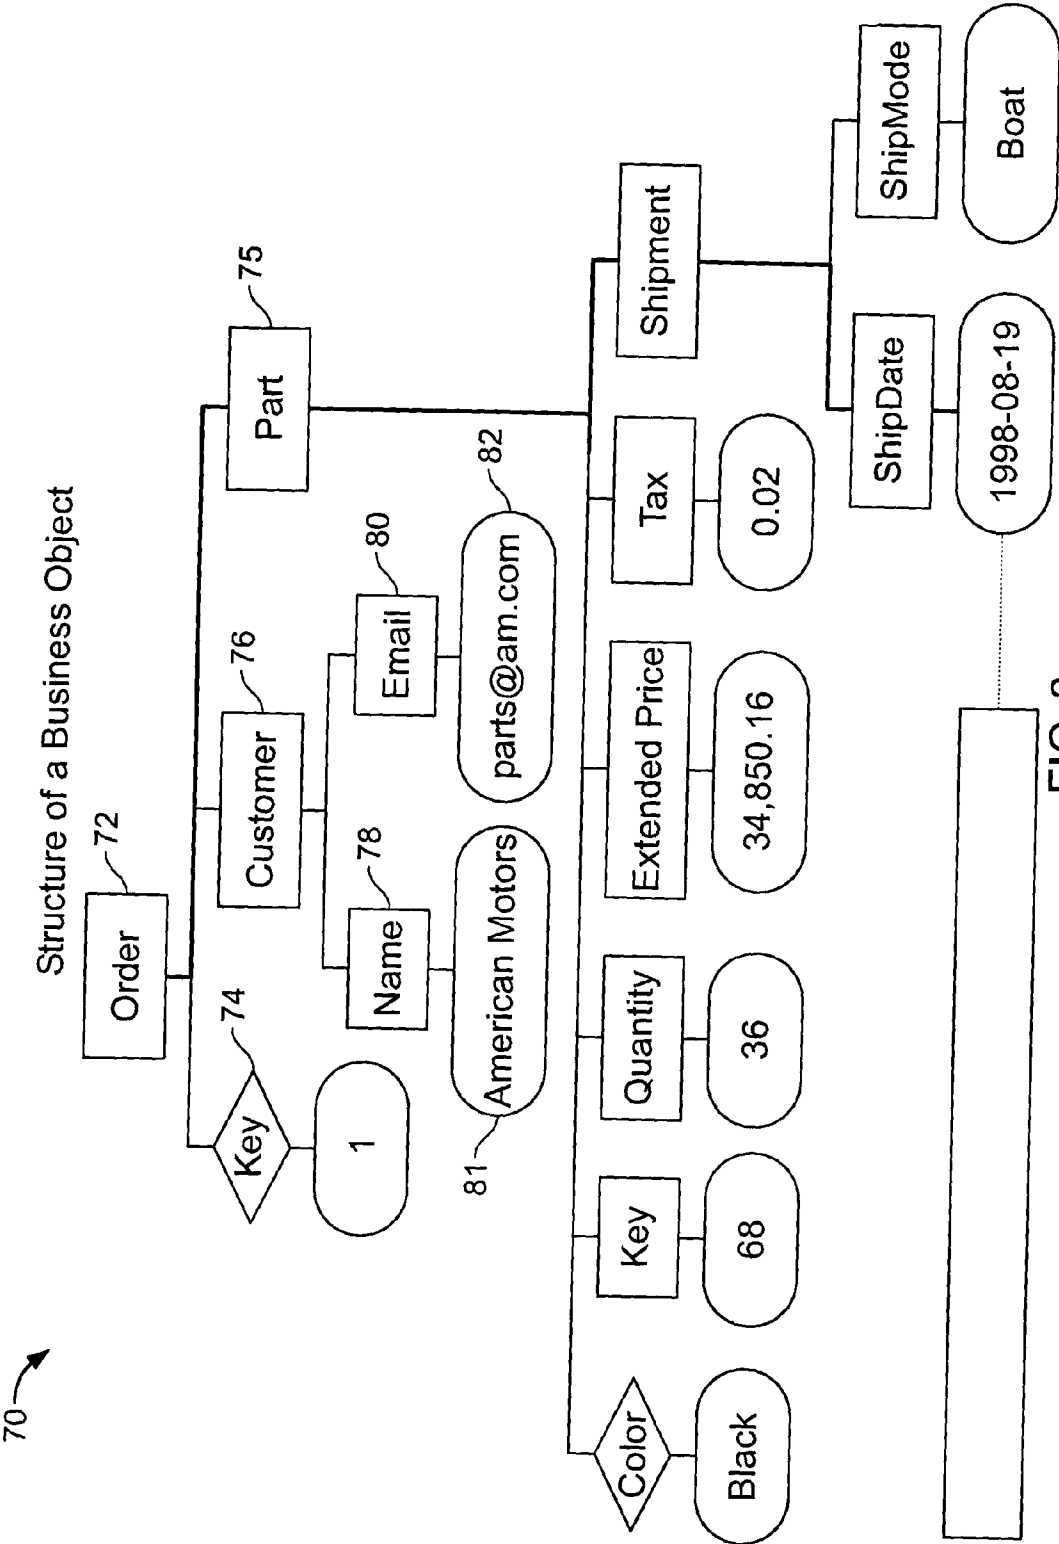 Structure of a Business Object
70
Order
72
Key
74
Customer
76
Part
75
1
Name
78
Email
80
American Motors
81
parts@am.com
82
Color
Key
Quantity
Extended Price
Tax
Shipment
Black
68
36
34,850.16
0.02
ShipDate
ShipMode
1998-08-19
Boat
FIG.